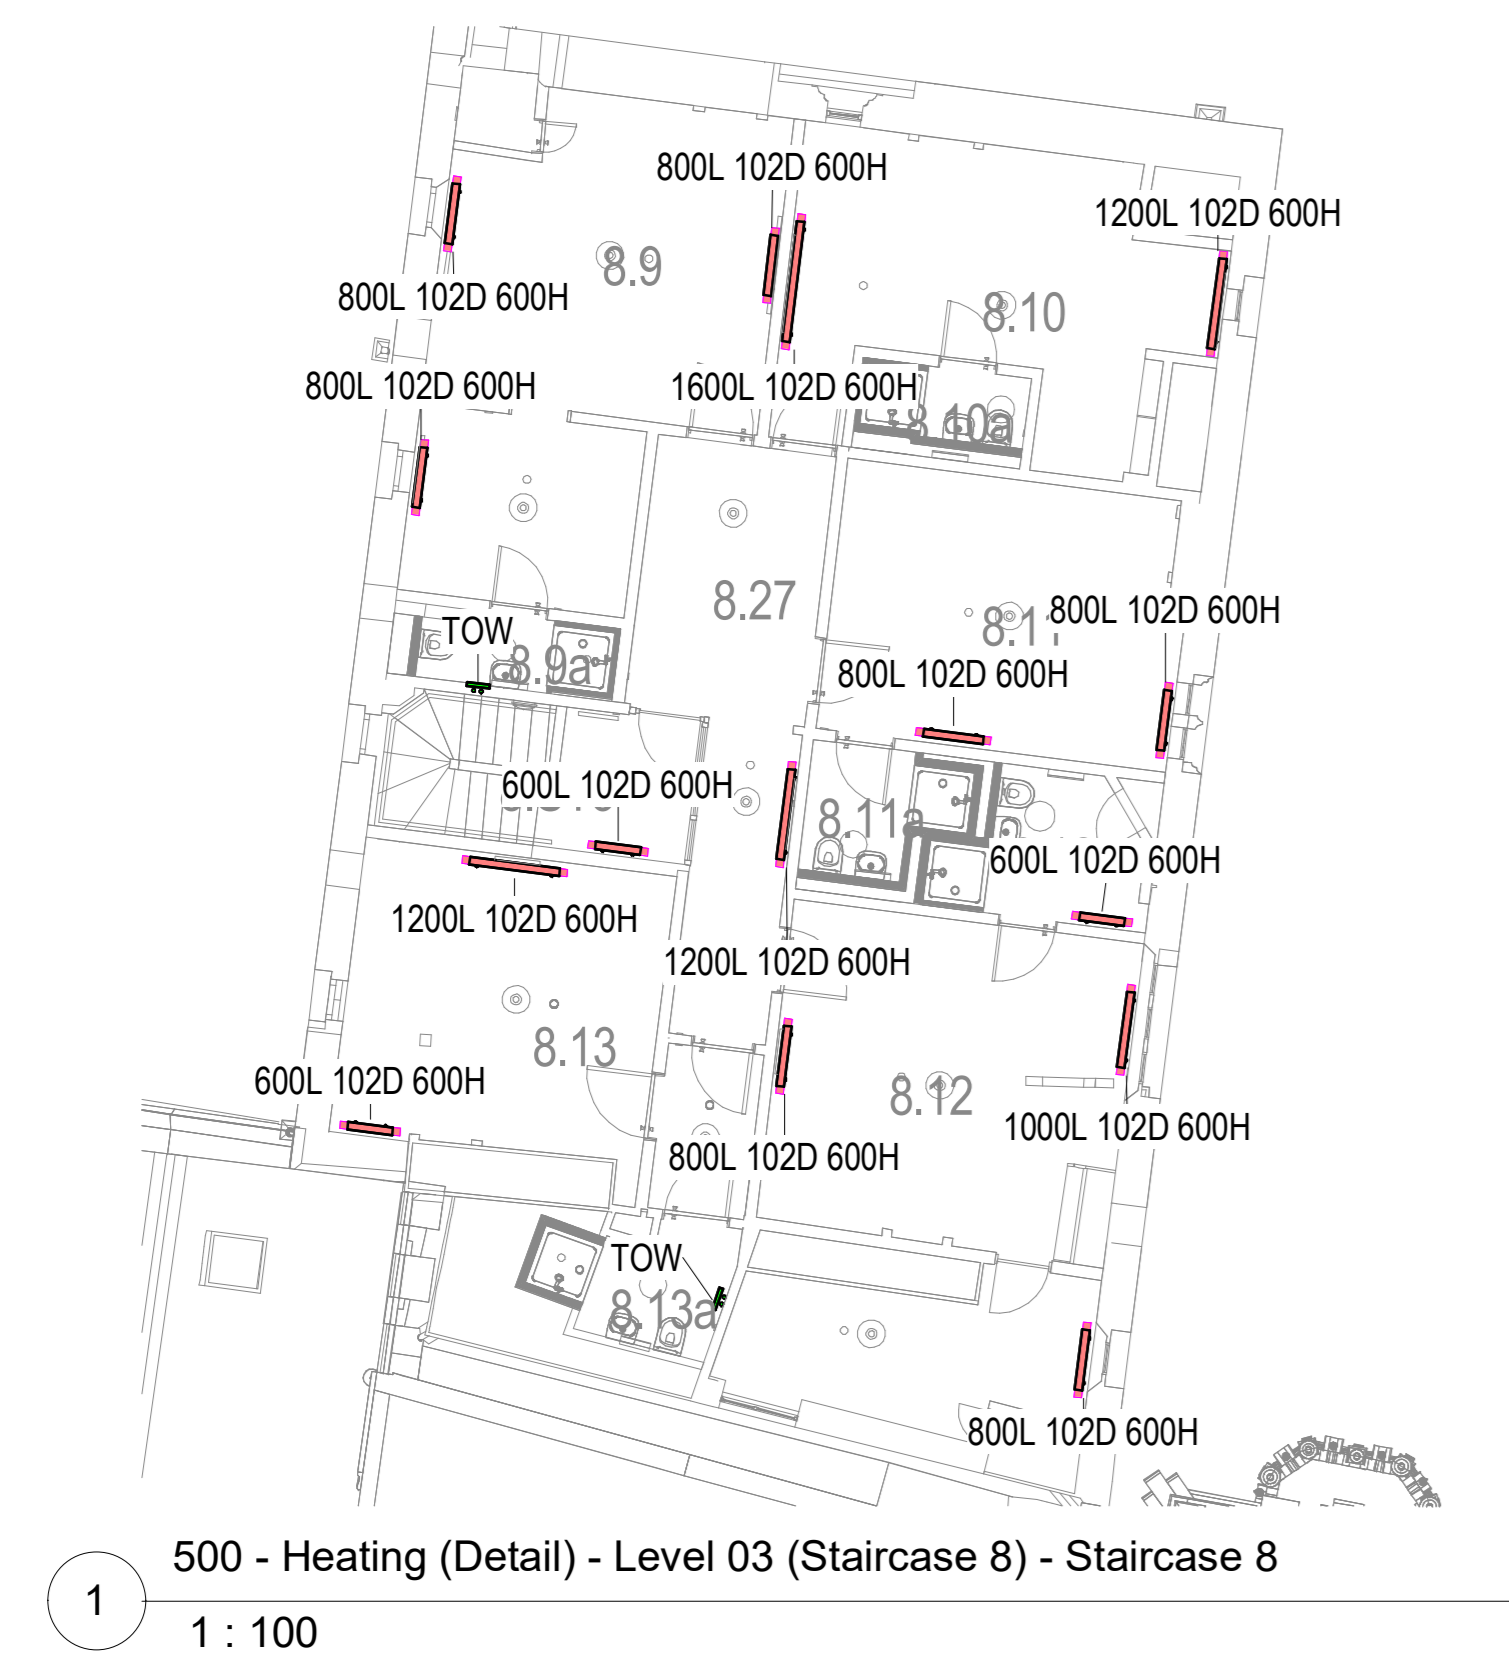 800L 102D 600H
1200L 102D 600H
8.9
800L 102D 600H
8.10
800L 102D 600H
1600L 102D 600H
8.10a
8.27
800L 102D 600H
8.11
TOW
8.9a
800L 102D 600H
600L 102D 600H
8.11a
600L 102D 600H
1200L 102D 600H
1200L 102D 600H
8.13
600L 102D 600H
8.12
1000L 102D 600H
800L 102D 600H
TOW
8.13a
800L 102D 600H
500 - Heating (Detail) - Level 03 (Staircase 8) - Staircase 8
1
1 : 100